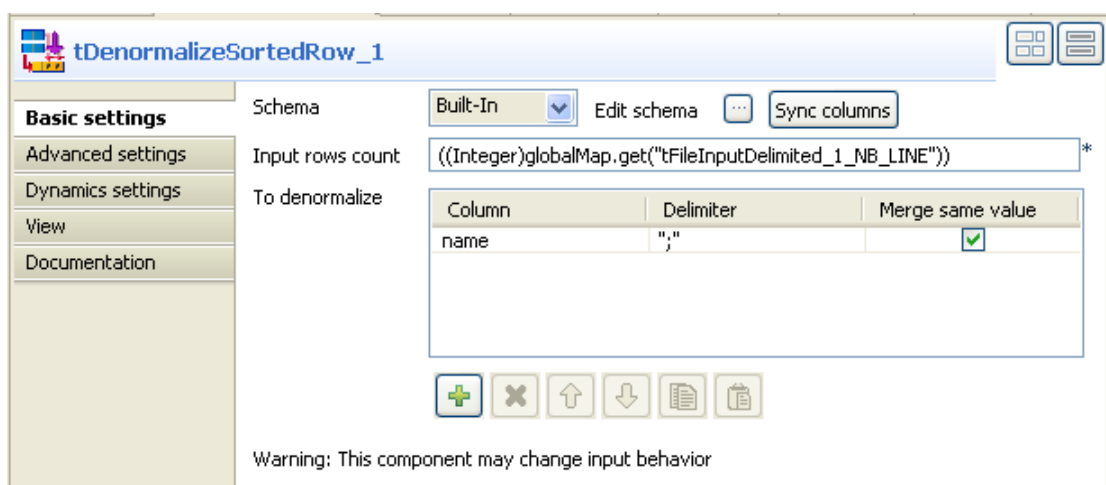 tDenormalizeSortedRow_1
Basic settings
Advanced settings
Dynamics settings
View
Documentation
Schema
Built-In
Edit schema
...
Sync columns
Input rows count
((Integer)globalMap.get("tFileInputDelimited_1_NB_LINE"))
*
To denormalize
Column Delimiter Merge same value
name ";"
Warning: This component may change input behavior